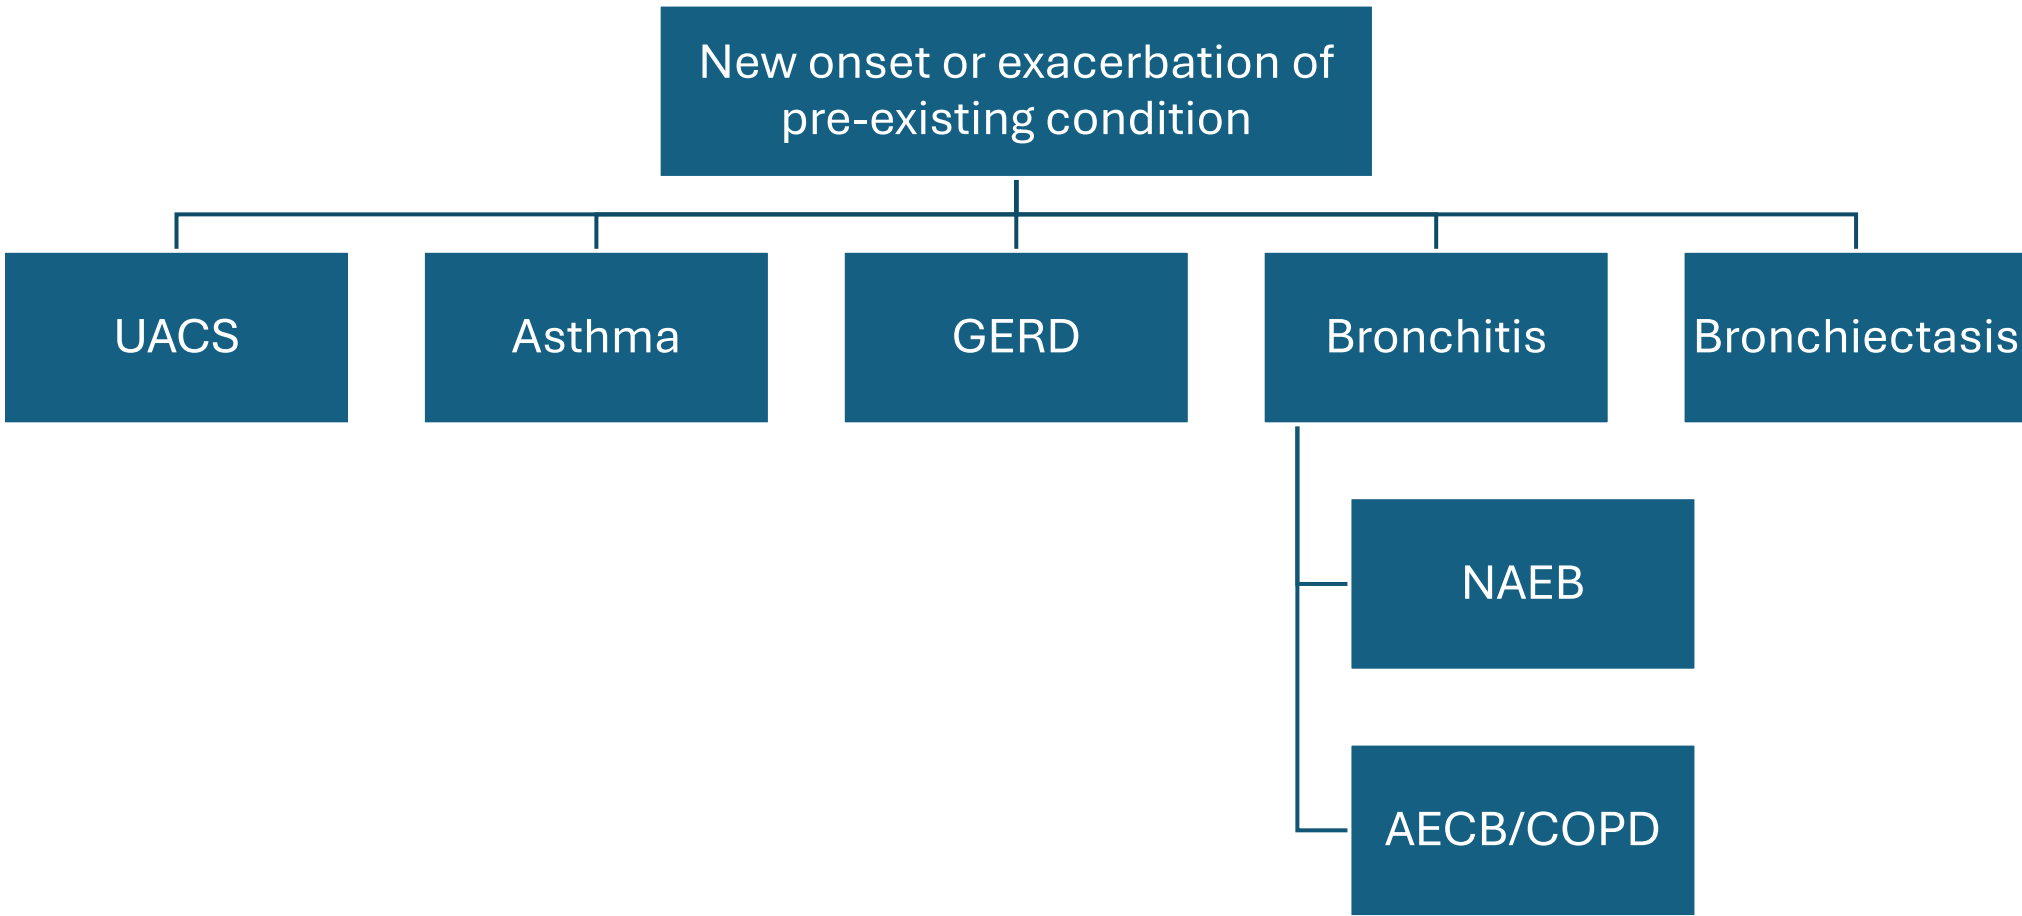 New onset or exacerbation of
pre-existing condition
UACS
Asthma
GERD
Bronchitis
Bronchiectasis
NAEB
AECB/COPD